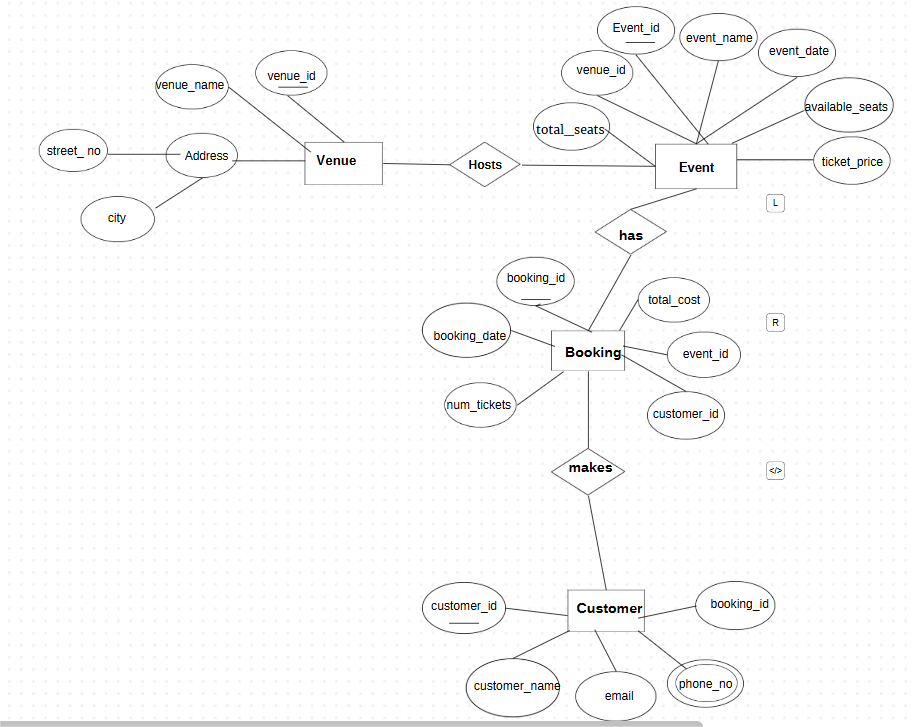 Event_id
event_name
event_date
venue_id
venue_name
venue_id
available_seats
total_seats
street_ no
Address
Venue
Hosts
Event
ticket_price
L
city
has
booking_id
total_cost
R
booking_date
Booking
event_id
num_tickets
customer_id
makes
</>
customer_id
Customer
booking_id
customer_name
email
phone_no